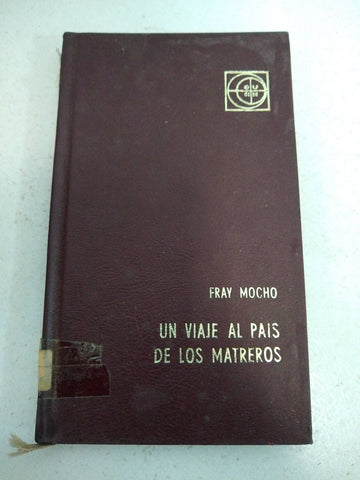 FRAY MOCHO
UN VIAJE AL PAIS
DE LOS MATREROS